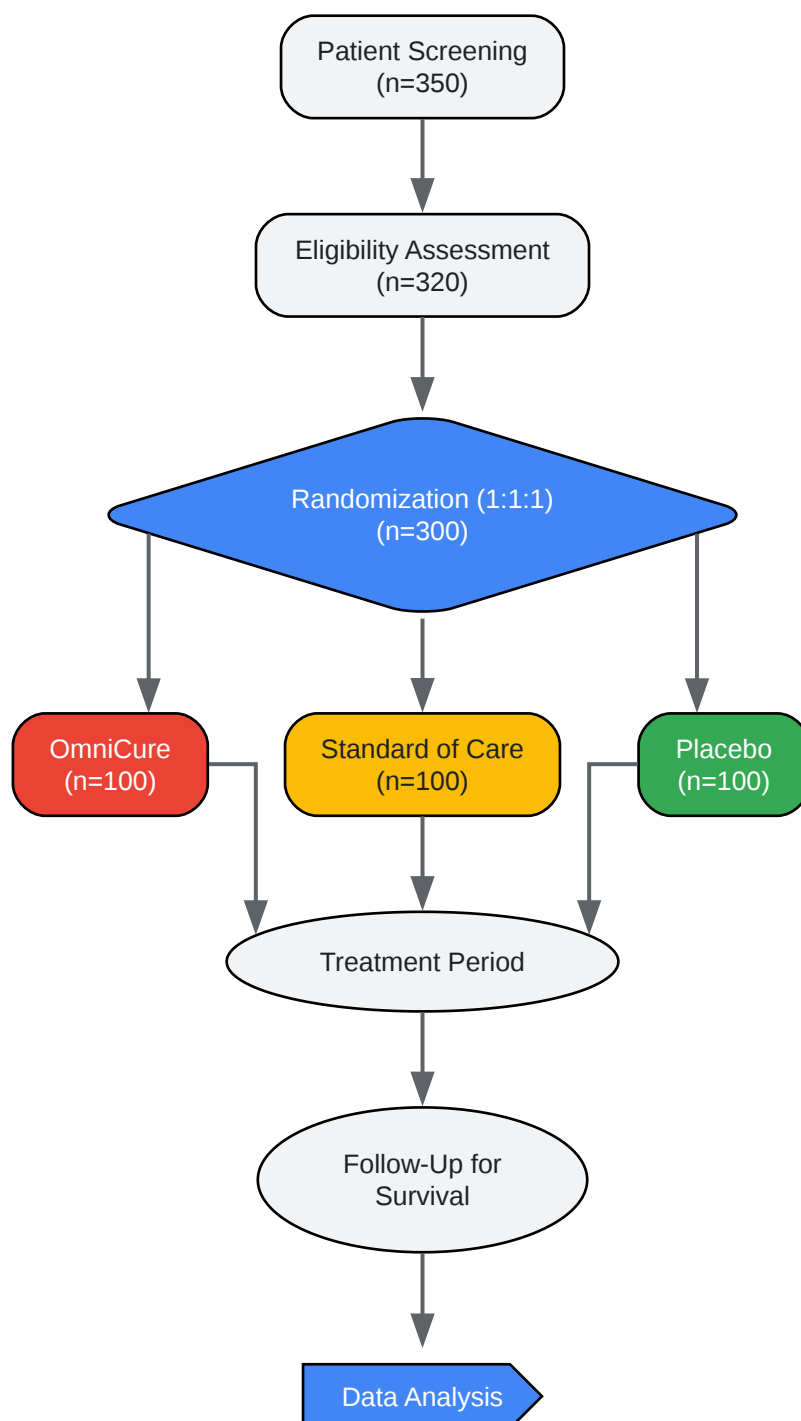 Patient Screening
(n=350)
Eligibility Assessment
(n=320)
Randomization (1:1:1)
(n=300)
OmniCure
(n=100)
Standard of Care
(n=100)
Placebo
(n=100)
Treatment Period
Follow-Up for
Survival
Data Analysis